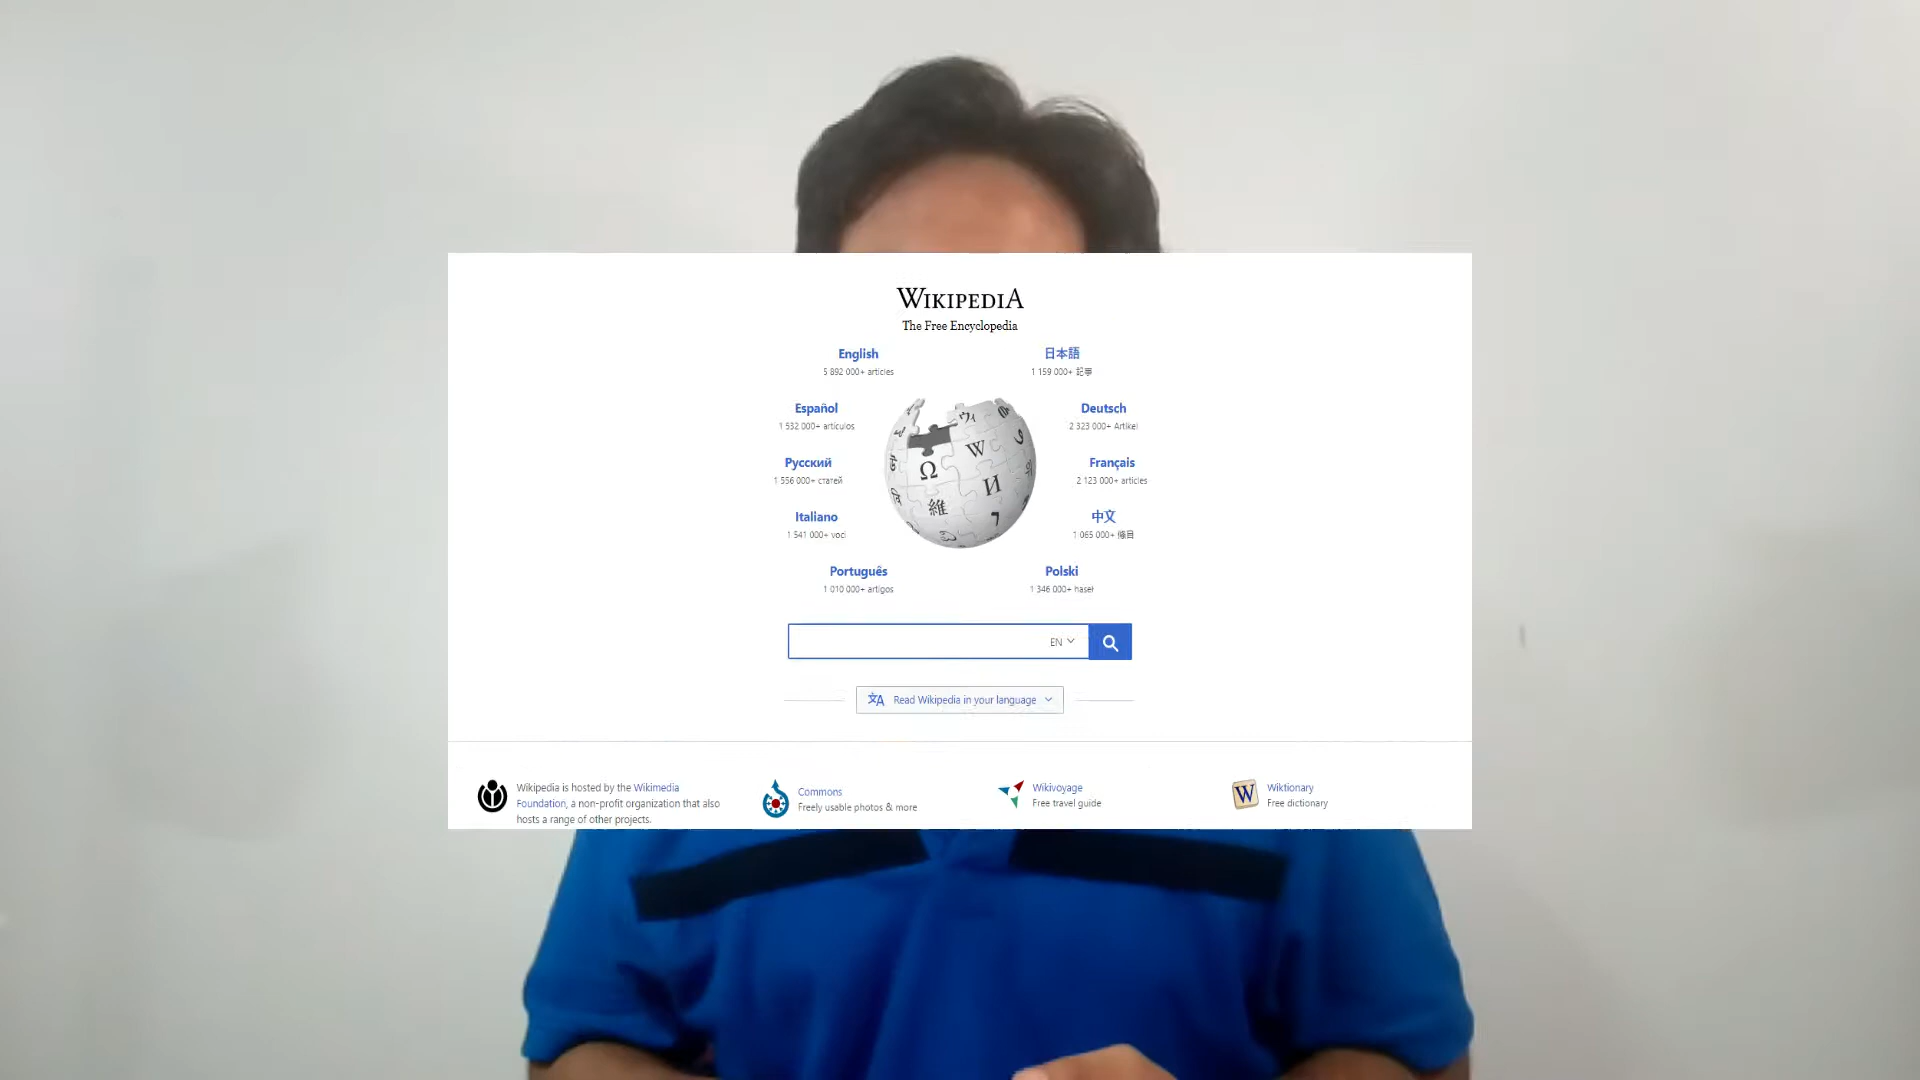 WIKIPEDIA
The Free Encyclopedia
English
5 892 000+ articles
日本語
1 159 000+ 記事
Español
1 532 000+ artículos
Deutsch
2 323 000+ Artikel
Русский
1 556 000+ статей
Français
2 123 000+ articles
Italiano
1 541 000+ voci
中文
1 065 000+ 條目
Português
1 010 000+ artigos
Polski
1 346 000+ haseł
Ω
W
И
維
ウィ
EN
Read Wikipedia in your language
Wikipedia is hosted by the Wikimedia
Foundation, a non-profit organization that also
hosts a range of other projects.
Commons
Freely usable photos & more
Wikivoyage
Free travel guide
W
Wiktionary
Free dictionary